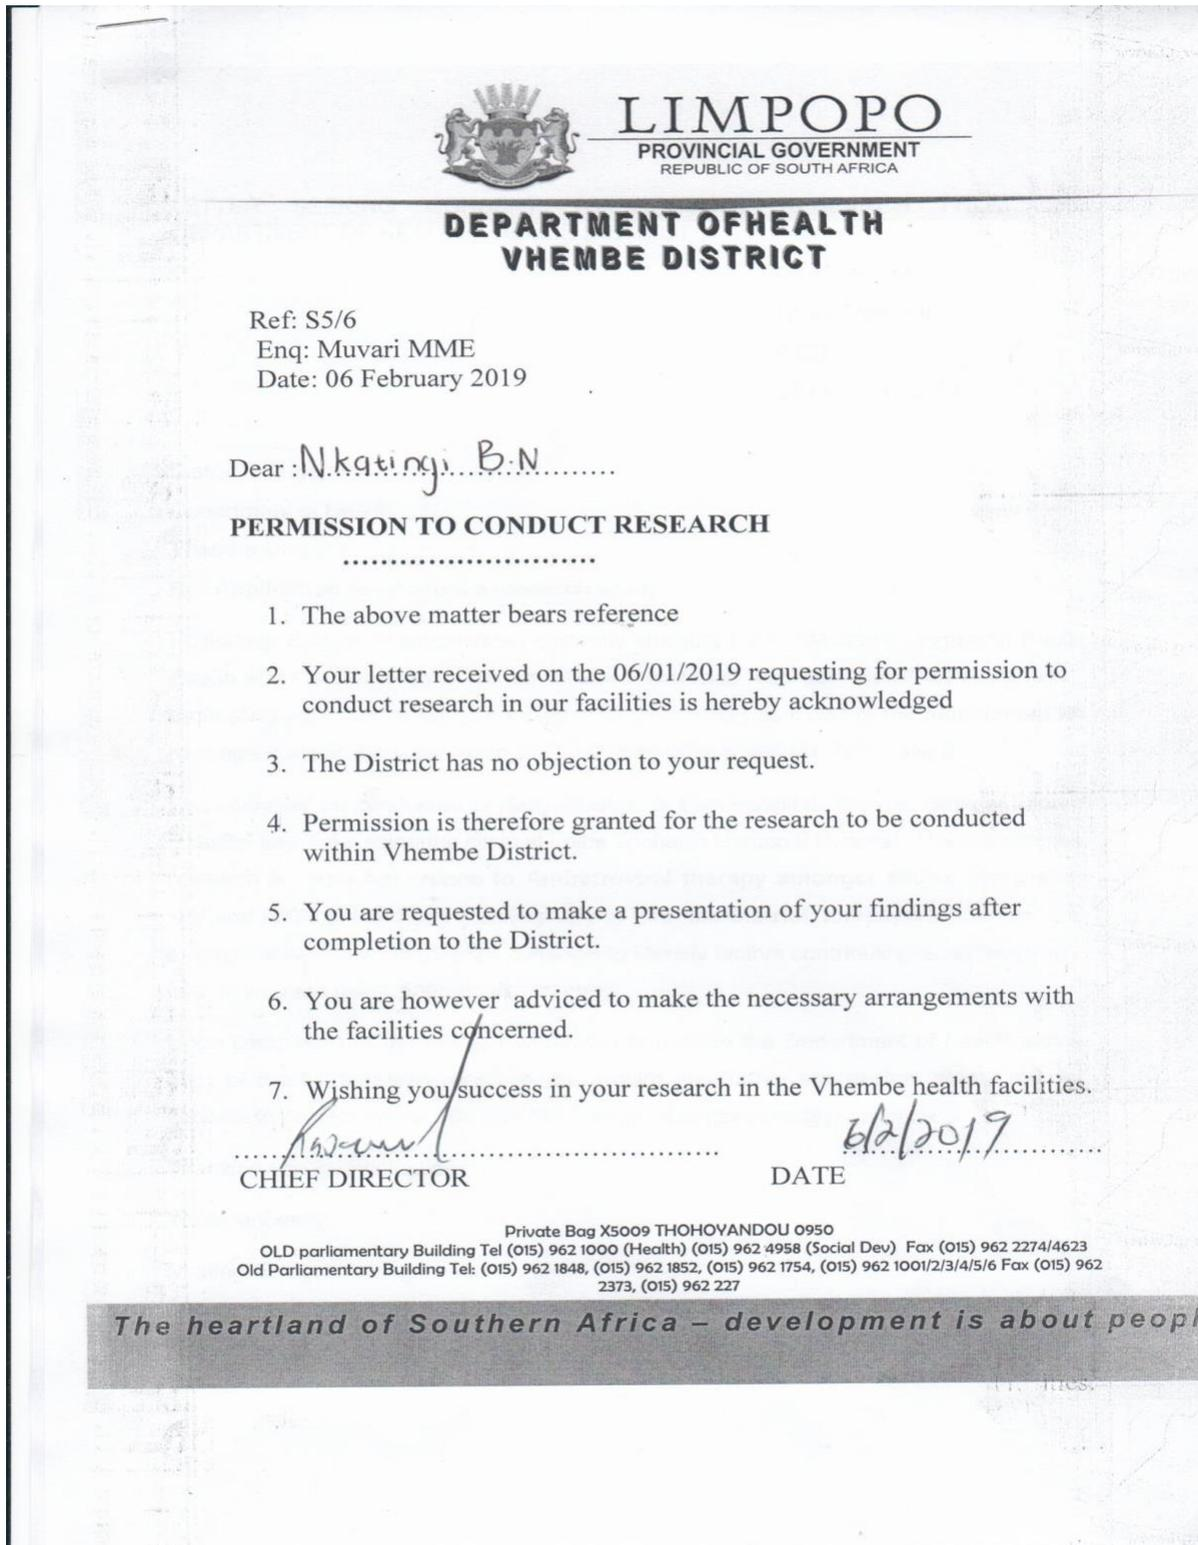 LIMPOPO
PROVINCIAL GOVERNMENT
REPUBLIC OF SOUTH AFRICA
DEPARTMENT OFHEALTH
VHEMBE DISTRICT
Ref: S5/6
Enq: Muvari MME
Date: 06 February 2019
Dear : Nkatingi B.N
PERMISSION TO CONDUCT RESEARCH
1. The above matter bears reference
2. Your letter received on the 06/01/2019 requesting for permission to
conduct research in our facilities is hereby acknowledged
3. The District has no objection to your request.
4. Permission is therefore granted for the research to be conducted
within Vhembe District.
5. You are requested to make a presentation of your findings after
completion to the District.
6. You are however adviced to make the necessary arrangements with
the facilities concerned.
7. Wishing you success in your research in the Vhembe health facilities.
6/2/2019
CHIEF DIRECTOR DATE
Private Bag X5009 THOHOYANDOU 0950
OLD parliamentary Building Tel (015) 962 1000 (Health) (015) 962 4958 (Social Dev) Fax (015) 962 2274/4623
Old Parliamentary Building Tel: (015) 962 1848, (015) 962 1852, (015) 962 1754, (015) 962 1001/2/3/4/5/6 Fax (015) 962
2373, (015) 962 227
The heartland of Southern Africa – development is about peopl